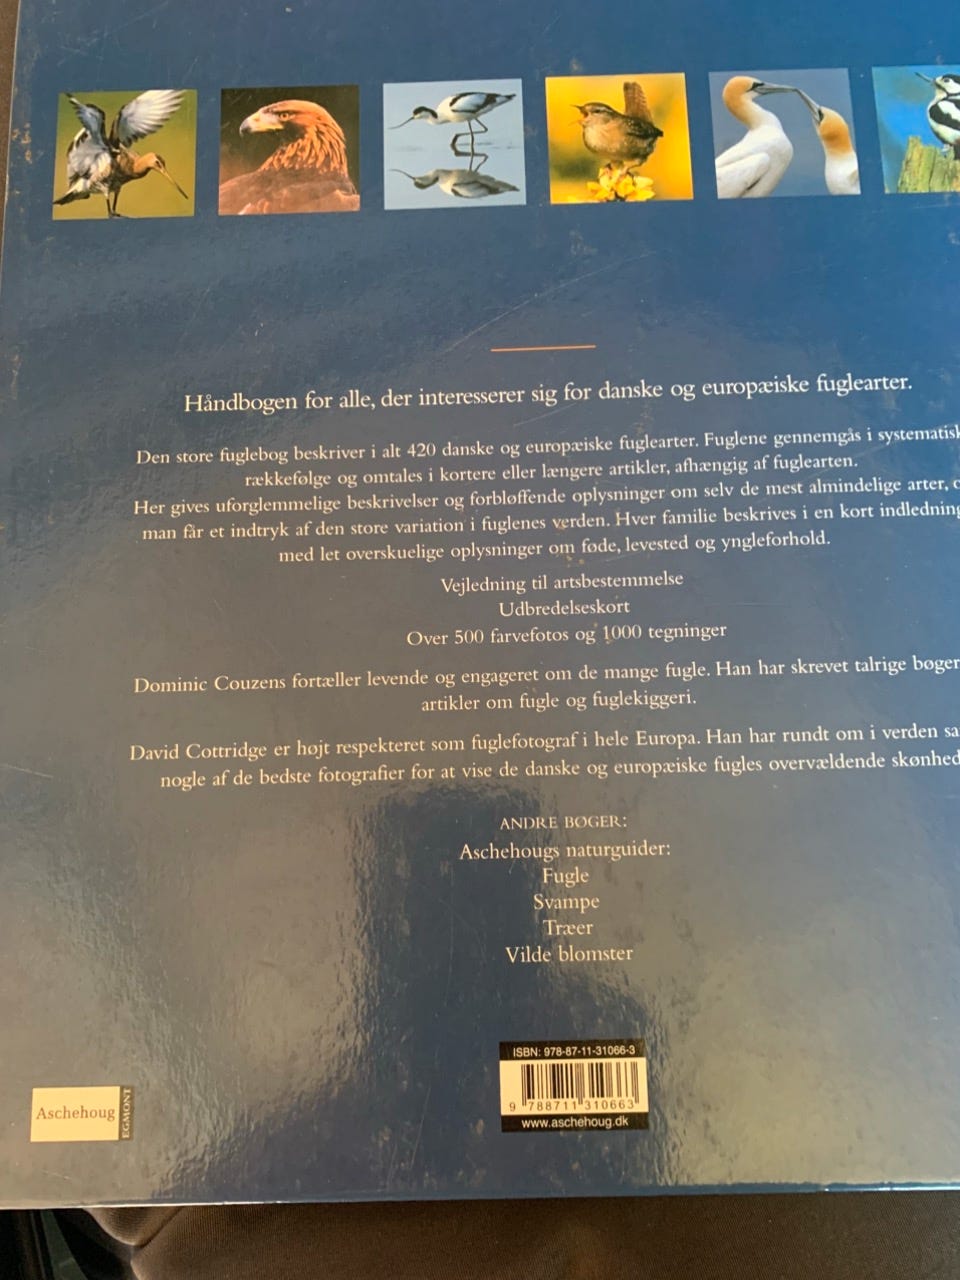 Håndbogen for alle, der interesserer sig for danske og europæiske fuglearter.
Den store fuglebog beskriver i alt 420 danske og europæiske fuglearter. Fuglene gennemgås i systematisk
rækkefølge og omtales i kortere eller længere artikler, afhængig af fuglearten.
Her gives uforglemmelige beskrivelser og forbløffende oplysninger om selv de mest almindelige arter,
man får et indtryk af den store variation i fuglenes verden. Hver familie beskrives i en kort indledning
med let overskuelige oplysninger om føde, levested og yngleforhold.
Vejledning til artsbestemmelse
Udbredelseskort
Over 500 farvefotos og 1000 tegninger
Dominic Couzens fortæller levende og engageret om de mange fugle. Han har skrevet talrige bøger
artikler om fugle og fuglekiggeri.
David Cottridge er højt respekteret som fuglefotograf i hele Europa. Han har rundt om i verden
nogle af de bedste fotografier for at vise de danske og europæiske fugles overvældende skønhed
ANDRE BØGER:
Aschehougs naturguider:
Fugle
Svampe
Træer
Vilde blomster
ISBN: 978-87-11-31066-3
9 788711 310663
www.aschehoug.dk
Aschehoug
EGMONT